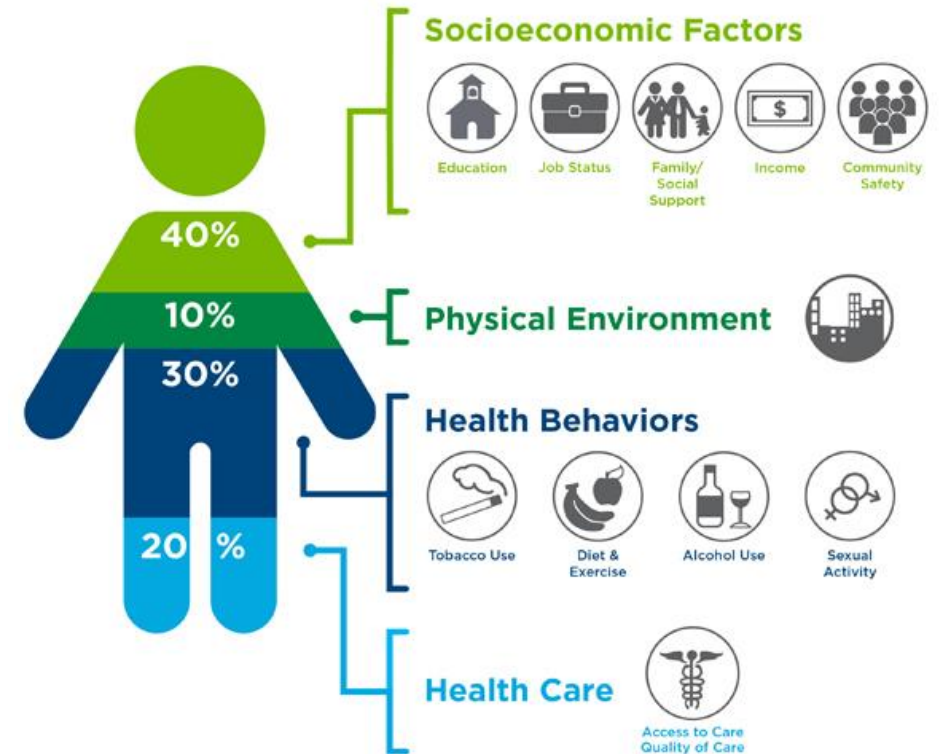 Socioeconomic Factors
$
Education
Job Status
Family/
Social
Support
Income
Community
Safety
40%
10%
Physical Environment
30%
Health Behaviors
Tobacco Use
Diet &
Exercise
Alcohol Use
Sexual
Activity
20 %
Health Care
Access to Care
Quality of Care